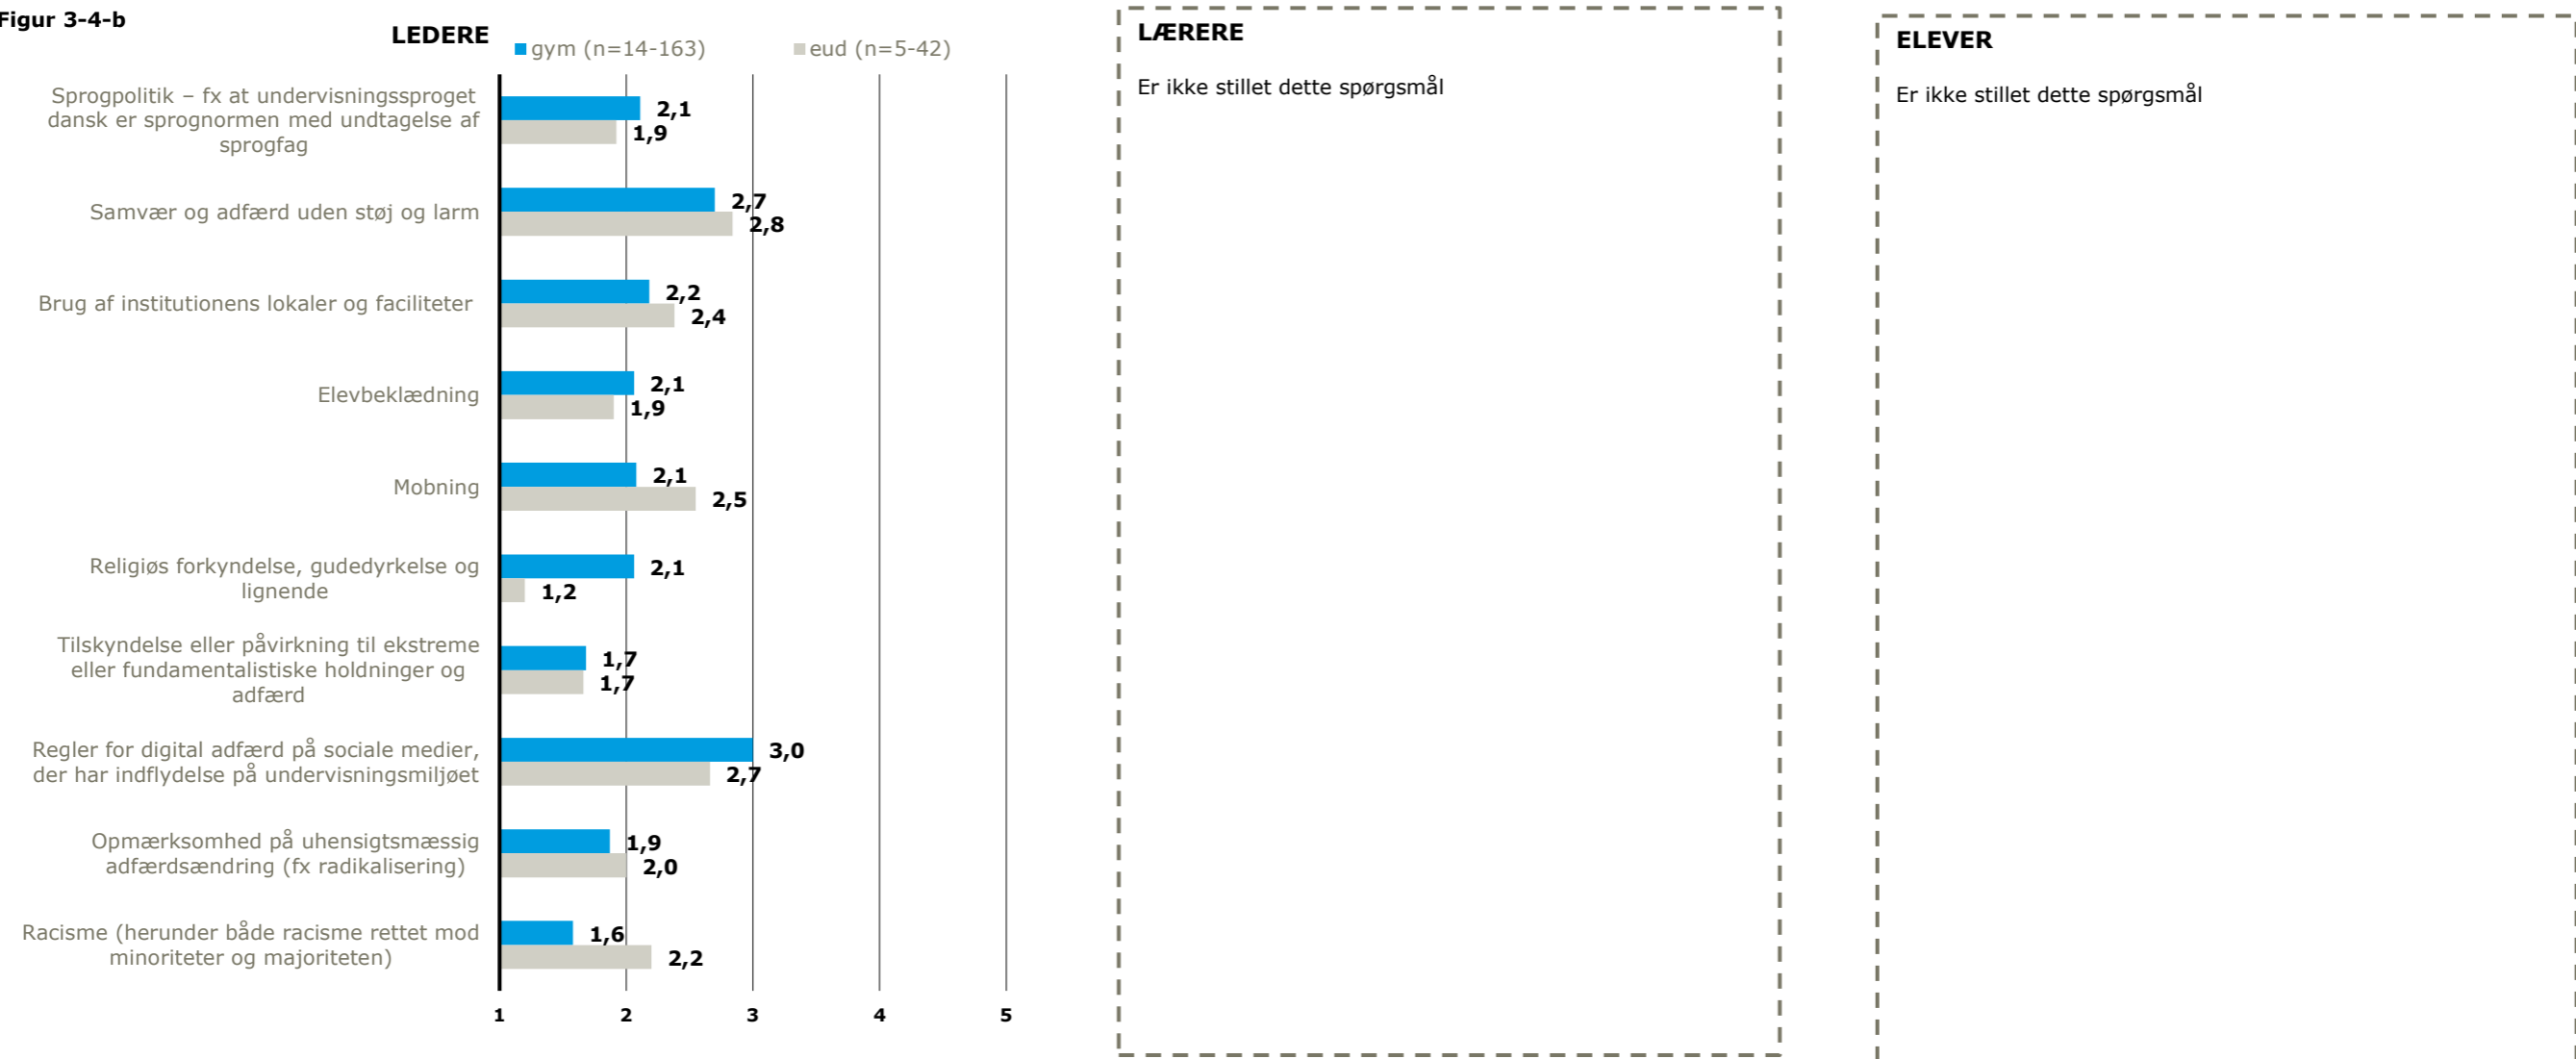 Figur 3-4-b
LEDERE
gym (n=14-163)
eud (n=5-42)
Sprogpolitik – fx at undervisningssproget
dansk er sprognormen med undtagelse af
sprogfag
2,1
1,9
Samvær og adfærd uden støj og larm
2,7
2,8
Brug af institutionens lokaler og faciliteter
2,2
2,4
Elevbeklædning
2,1
1,9
Mobning
2,1
2,5
Religiøs forkyndelse, gudedyrkelse og
lignende
2,1
1,2
Tilskyndelse eller påvirkning til ekstreme
eller fundamentalistiske holdninger og
adfærd
1,7
1,7
Regler for digital adfærd på sociale medier,
der har indflydelse på undervisningsmiljøet
3,0
2,7
Opmærksomhed på uhensigtsmæssig
adfærdsændring (fx radikalisering)
1,9
2,0
Racisme (herunder både racisme rettet mod
minoriteter og majoriteten)
1,6
2,2
1 2 3 4 5
LÆRERE
Er ikke stillet dette spørgsmål
ELEVER
Er ikke stillet dette spørgsmål